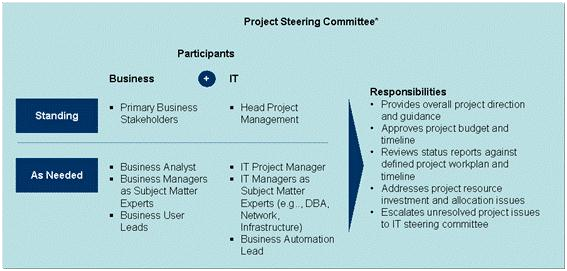 Project Steering Committee*
Participants
Business
+
IT
Standing
▪ Primary Business
Stakeholders
▪ Head Project
Management
As Needed
▪ Business Analyst
▪ Business Managers
as Subject Matter
Experts
▪ Business User
Leads
▪ IT Project Manager
▪ IT Managers as
Subject Matter
Experts (e.g.., DBA,
Network,
Infrastructure)
▪ Business Automation
Lead
Responsibilities
• Provides overall project direction
and guidance
• Approves project budget and
timeline
• Reviews status reports against
defined project workplan and
timeline
• Addresses project resource
investment and allocation issues
• Escalates unresolved project issues
to IT steering committee